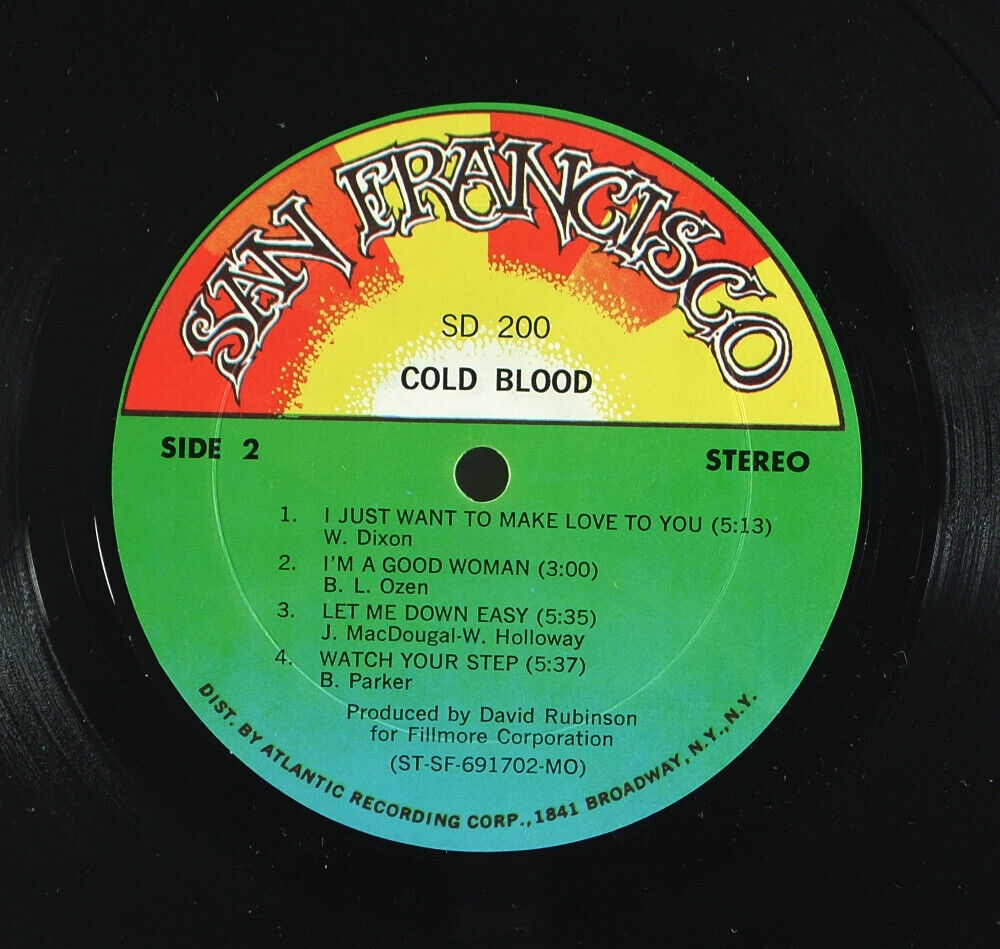 SAN FRANCISCO
SD 200
COLD BLOOD
SIDE 2
STEREO
1. I JUST WANT TO MAKE LOVE TO YOU (5:13)
W. Dixon
2. I'M A GOOD WOMAN (3:00)
B. L. Ozen
3. LET ME DOWN EASY (5:35)
J. MacDougal-W. Holloway
4. WATCH YOUR STEP (5:37)
B. Parker
Produced by David Rubinson
for Fillmore Corporation
(ST-SF-691702-MO)
DIST. BY ATLANTIC RECORDING CORP., 1841 BROADWAY, N.Y., N.Y.